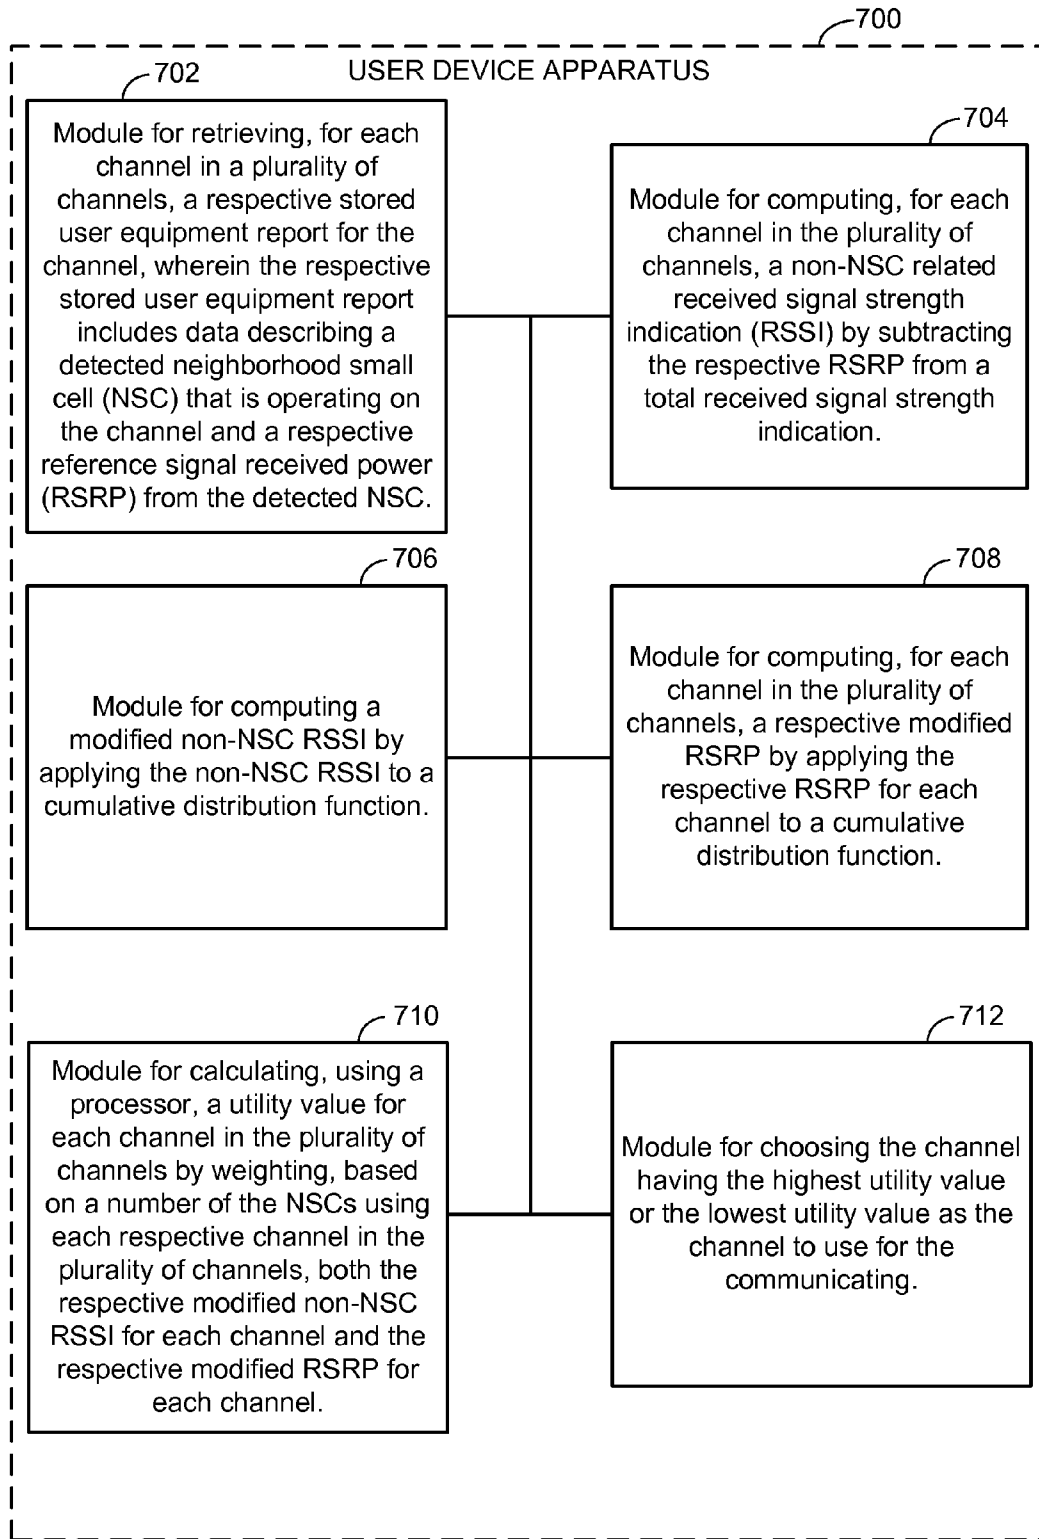 700
USER DEVICE APPARATUS
702
Module for retrieving, for each
channel in a plurality of
channels, a respective stored
user equipment report for the
channel, wherein the respective
stored user equipment report
includes data describing a
detected neighborhood small
cell (NSC) that is operating on
the channel and a respective
reference signal received power
(RSRP) from the detected NSC.
704
Module for computing, for each
channel in the plurality of
channels, a non-NSC related
received signal strength
indication (RSSI) by subtracting
the respective RSRP from a
total received signal strength
indication.
706
Module for computing a
modified non-NSC RSSI by
applying the non-NSC RSSI to a
cumulative distribution function.
708
Module for computing, for each
channel in the plurality of
channels, a respective modified
RSRP by applying the
respective RSRP for each
channel to a cumulative
distribution function.
710
Module for calculating, using a
processor, a utility value for
each channel in the plurality of
channels by weighting, based
on a number of the NSCs using
each respective channel in the
plurality of channels, both the
respective modified non-NSC
RSSI for each channel and the
respective modified RSRP for
each channel.
712
Module for choosing the channel
having the highest utility value
or the lowest utility value as the
channel to use for the
communicating.